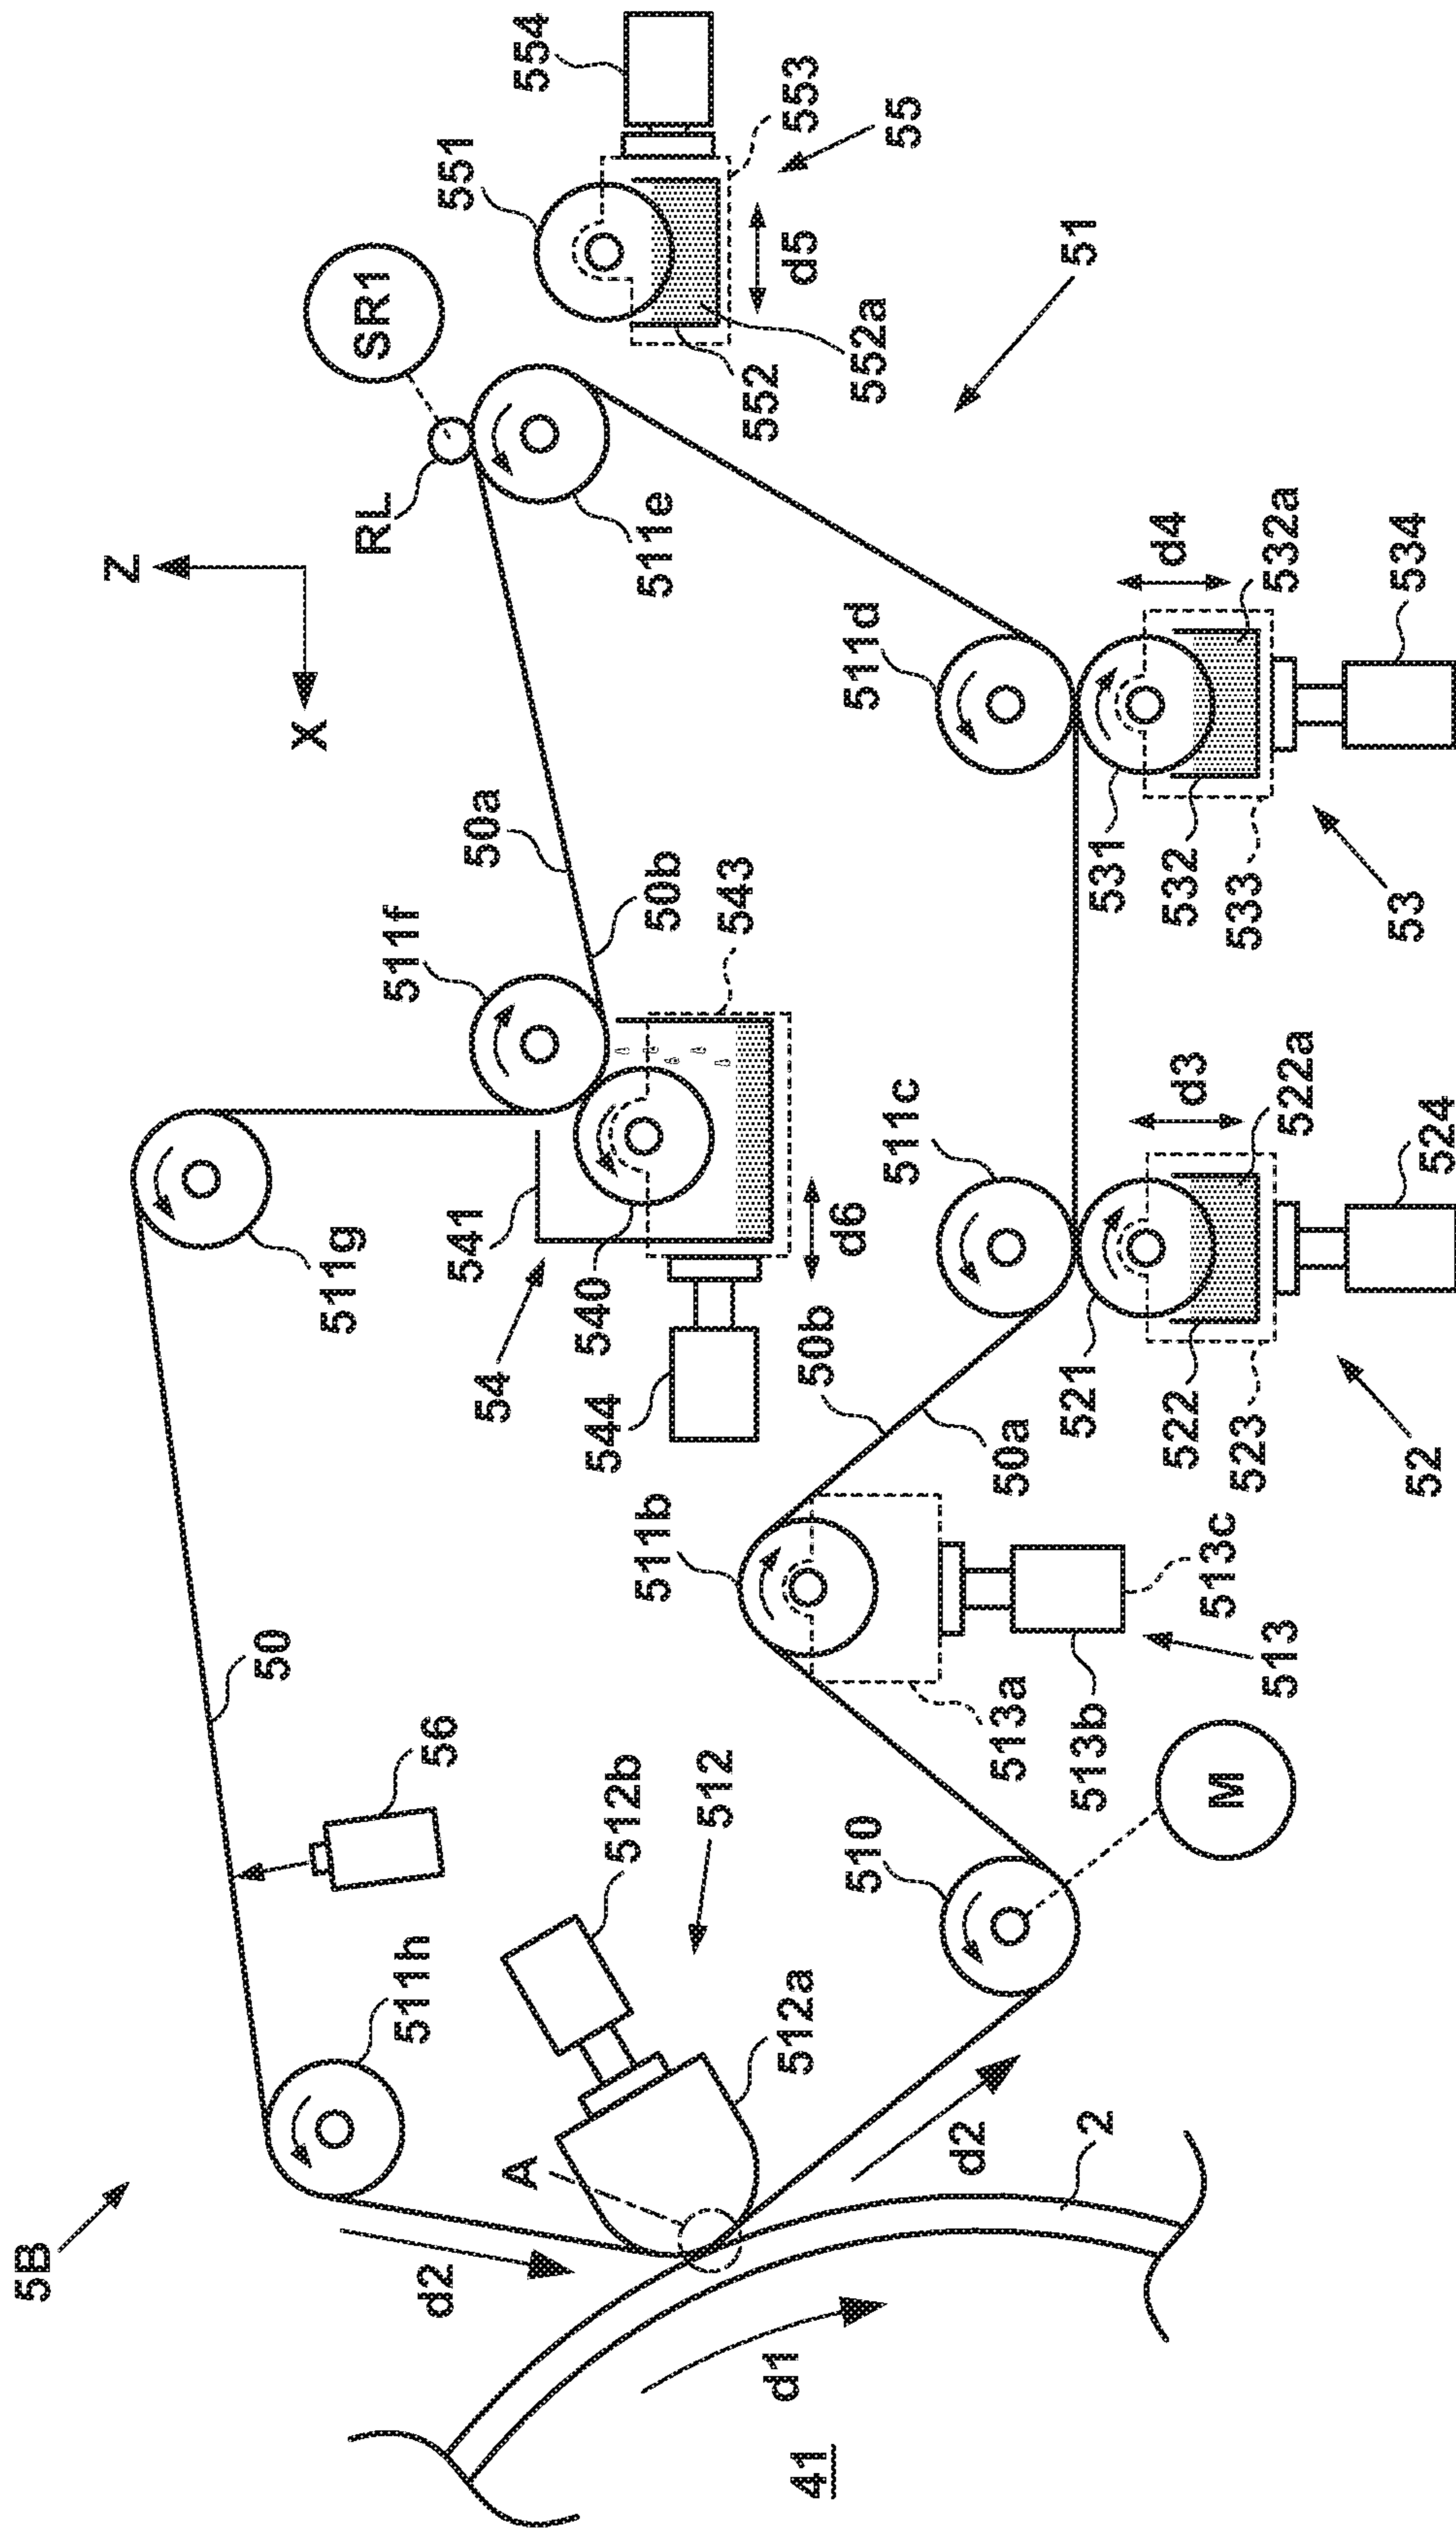 5B
Z
X
50
56
511h
511g
511f
50a
50b
RL
SR1
551
554
553
55
d5
552
552a
511e
51
543
541
54
540
544
d6
512b
512
512a
A
d2
d2
d1
2
41
510
M
511b
513a
513b
513c
513
50b
50a
511c
521
522
523
52
d3
522a
524
511d
531
532
533
53
d4
532a
534